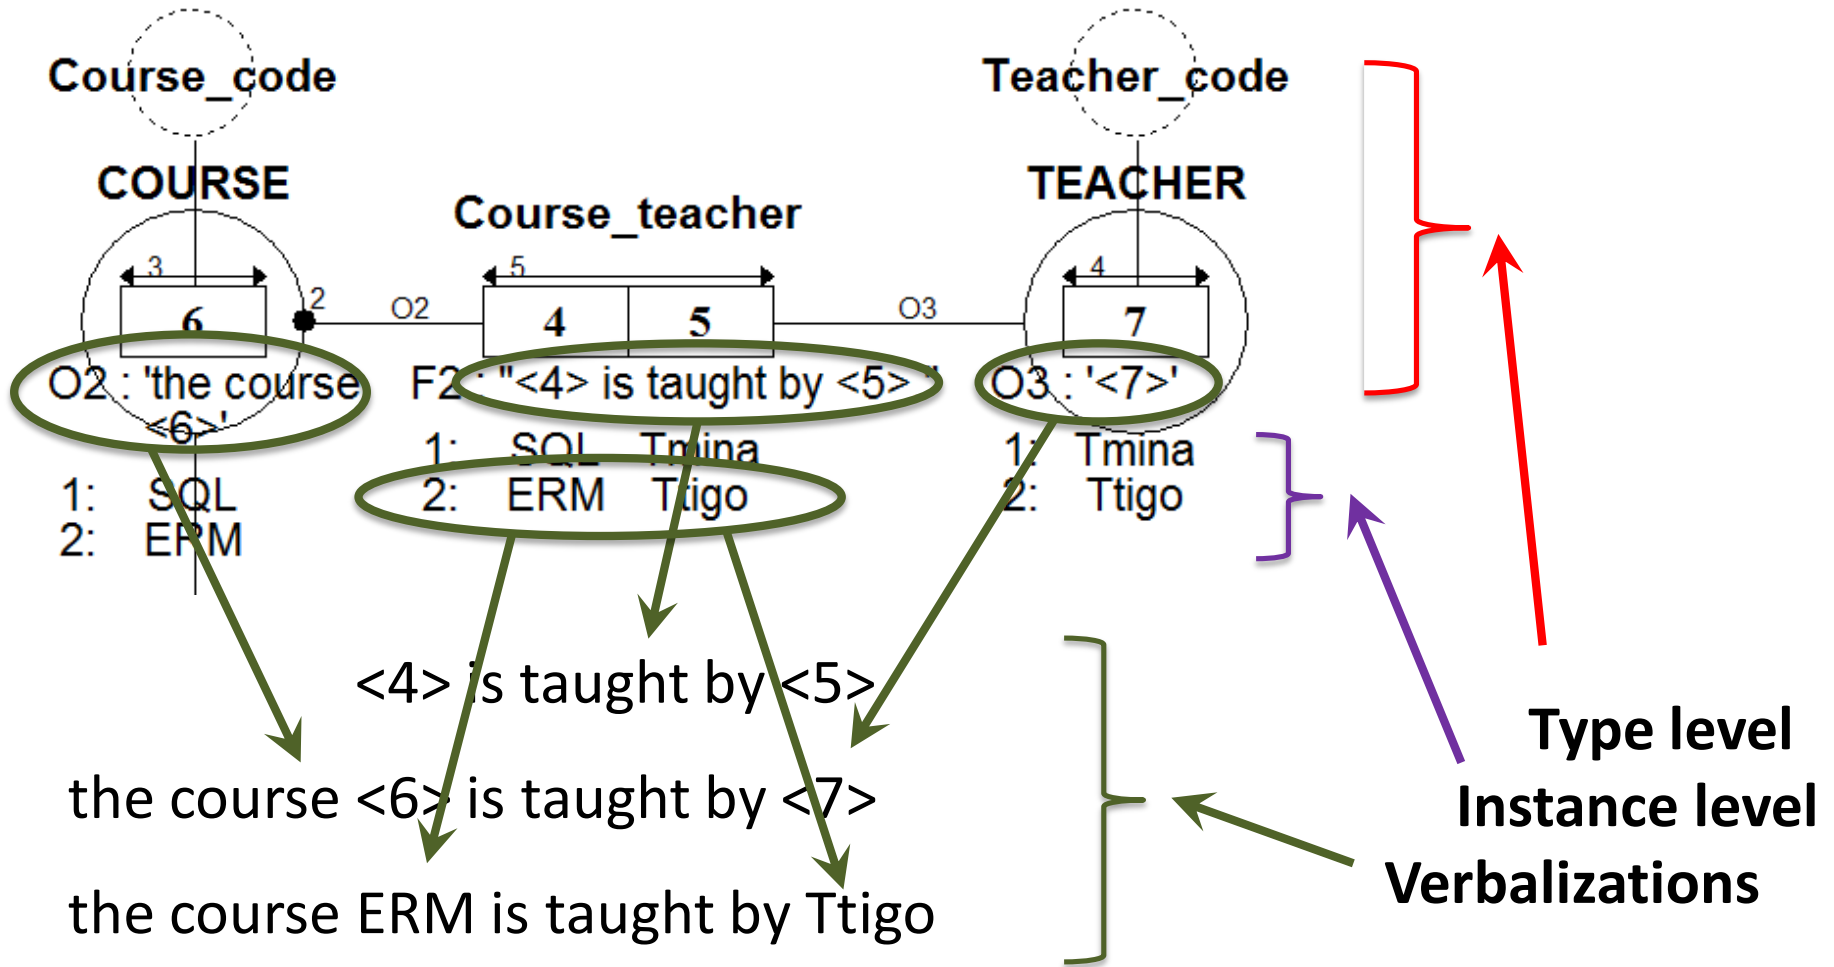 Course_code
Teacher_code
COURSE
TEACHER
Course_teacher
3
5
4
2
O2
O3
6
4
5
7
O2 : 'the course
<6>'
F2 : "<4> is taught by <5> "
O3 : '<7>'
1: SQL
2: ERM
1: SQL Tmina
2: ERM Ttigo
1: Tmina
2: Ttigo
<4> is taught by <5>
the course <6> is taught by <7>
the course ERM is taught by Ttigo
Type level
Instance level
Verbalizations